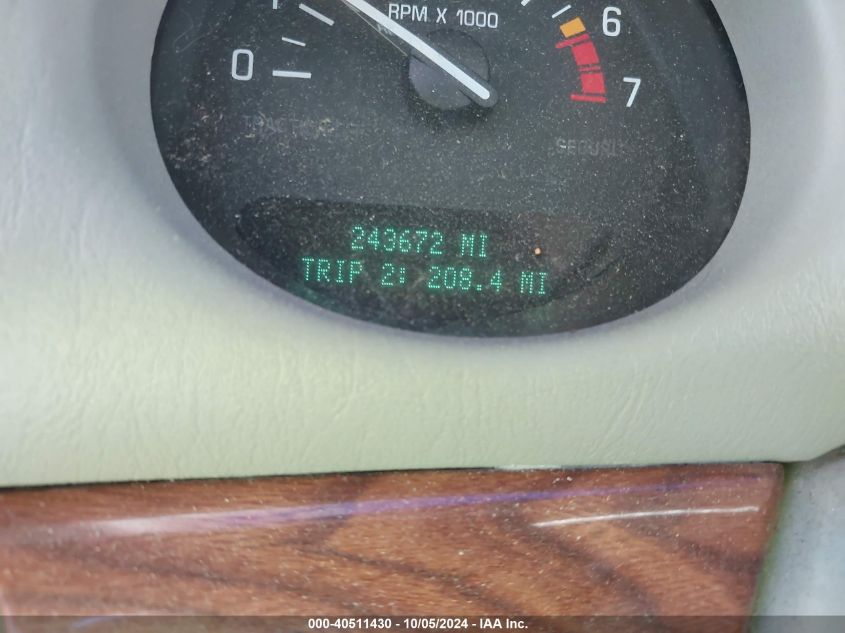 RPM X 1000
0
6
7
SECURITY
243672 MI
TRIP 2: 208.4 MI
000-40511430 - 10/05/2024 - IAA Inc.